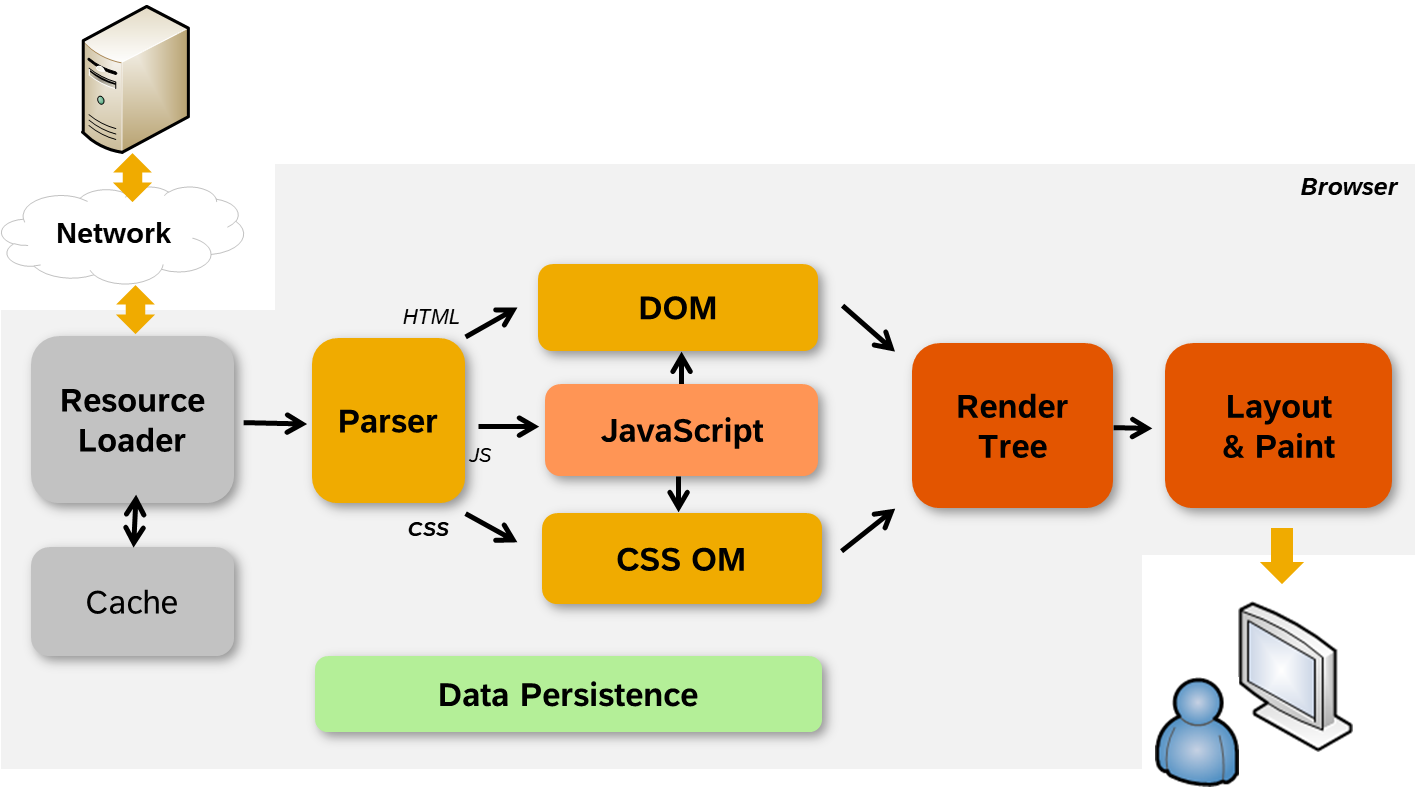 Browser
Network
Resource
Loader
Cache
Parser
HTML
JS
CSS
DOM
JavaScript
CSS OM
Data Persistence
Render
Tree
Layout
& Paint